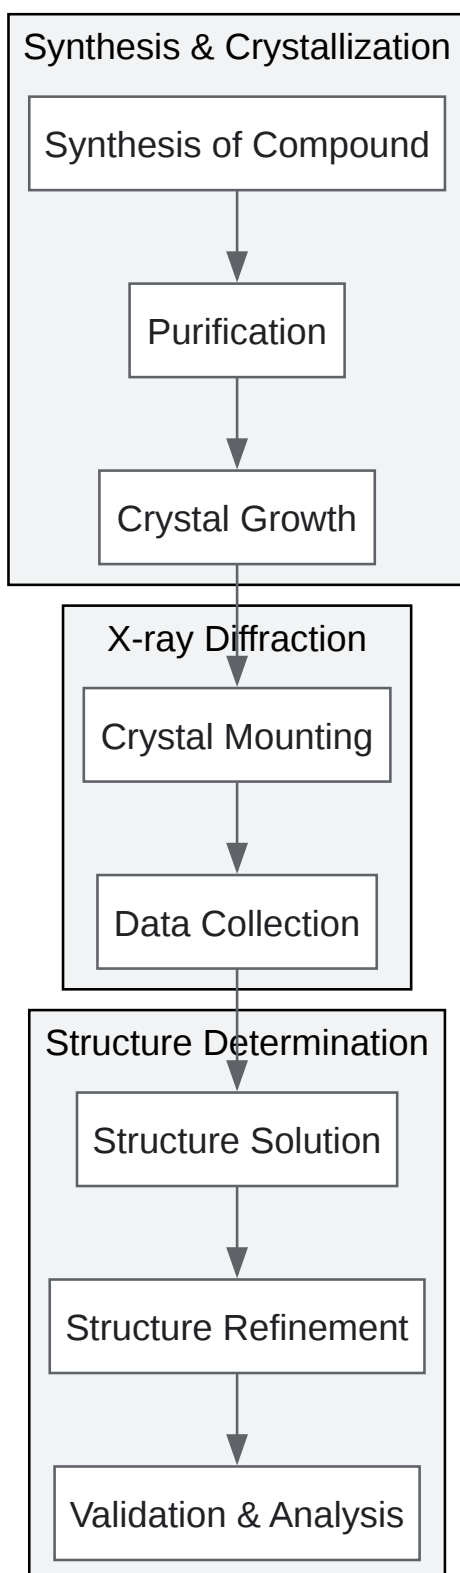 Synthesis & Crystallization
Synthesis of Compound
Purification
Crystal Growth
X-ray Diffraction
Crystal Mounting
Data Collection
Structure Determination
Structure Solution
Structure Refinement
Validation & Analysis